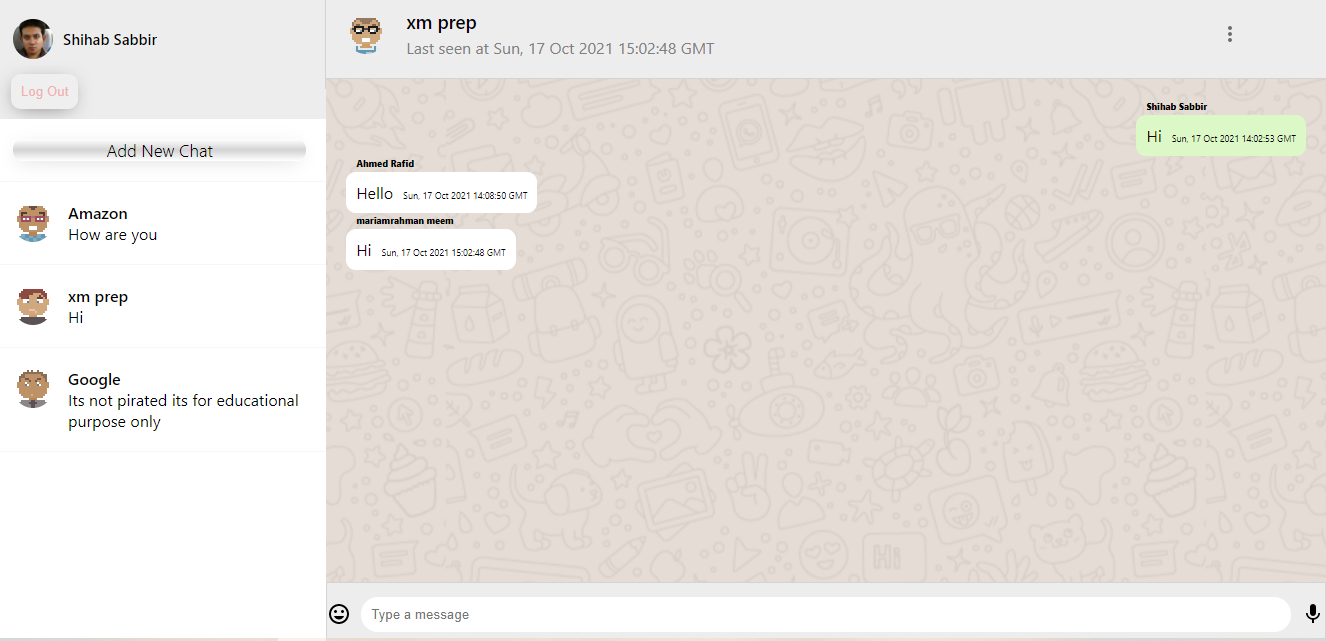 Shihab Sabbir
Log Out
Add New Chat
Amazon
How are you
xm prep
Hi
Google
Its not pirated its for educational
purpose only
xm prep
Last seen at Sun, 17 Oct 2021 15:02:48 GMT
Shihab Sabbir
Hi Sun, 17 Oct 2021 14:02:53 GMT
Ahmed Rafid
Hello Sun, 17 Oct 2021 14:08:50 GMT
mariamrahman meem
Hi Sun, 17 Oct 2021 15:02:48 GMT
Hi
Type a message